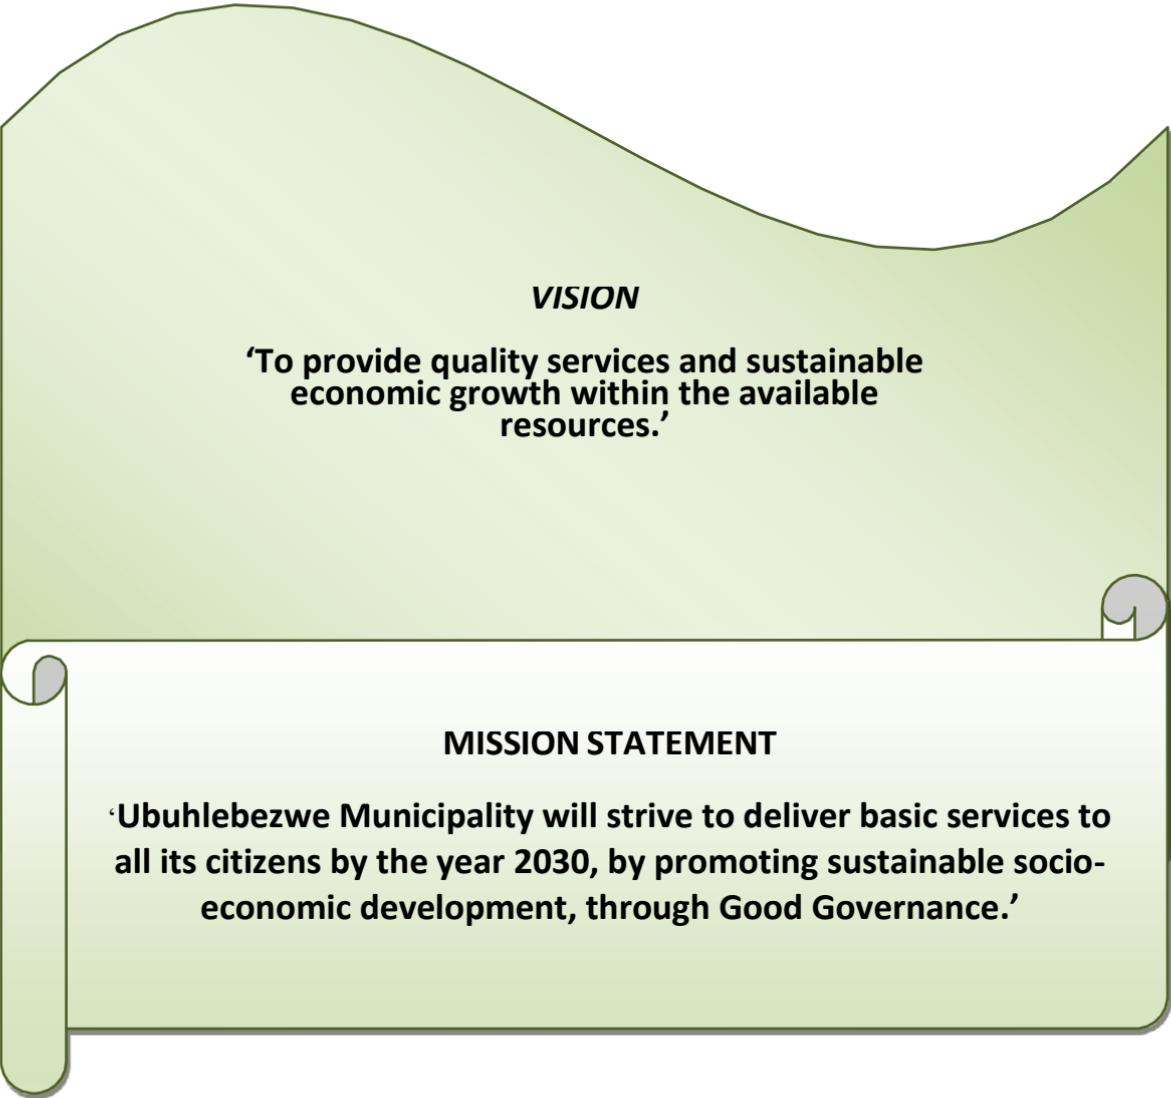 VISION
‘To provide quality services and sustainable
economic growth within the available
resources.’
MISSION STATEMENT
‘Ubuhlebezwe Municipality will strive to deliver basic services to
all its citizens by the year 2030, by promoting sustainable socio-
economic development, through Good Governance.’